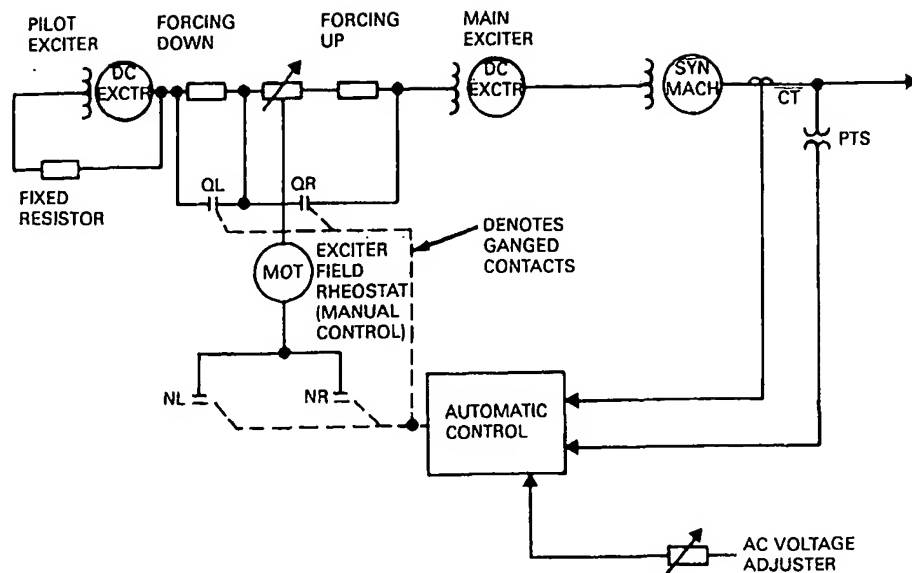 PILOT
EXCITER
FORCING
DOWN
FORCING
UP
MAIN
EXCITER
DC
EXCTR
DC
EXCTR
SYN
MACH
CT
PTS
FIXED
RESISTOR
QL
QR
DENOTES
GANGED
CONTACTS
MOT
EXCITER
FIELD
RHEOSTAT
(MANUAL
CONTROL)
NL
NR
AUTOMATIC
CONTROL
AC VOLTAGE
ADJUSTER